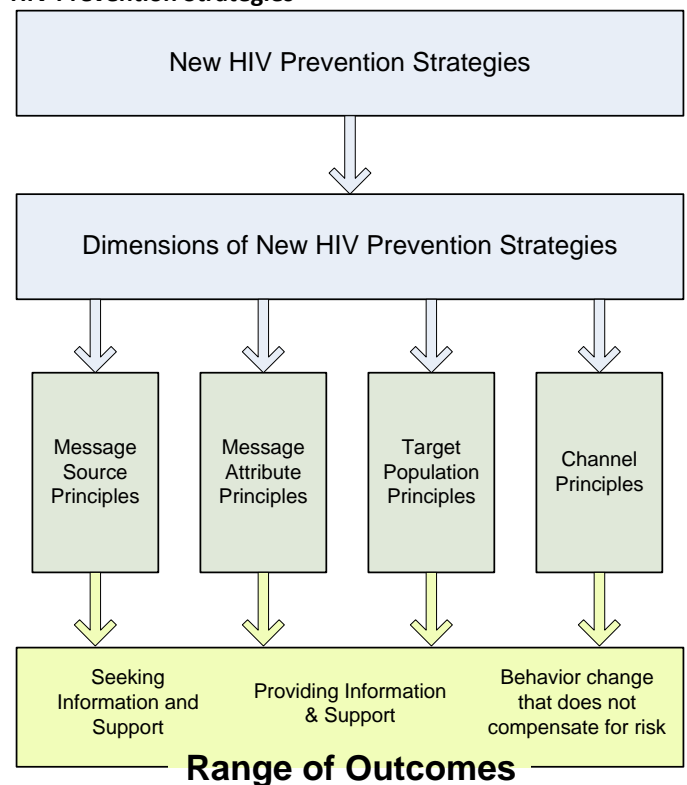 HIV Prevention Strategies
New HIV Prevention Strategies
Dimensions of New HIV Prevention Strategies
Message
Source
Principles
Message
Attribute
Principles
Target
Population
Principles
Channel
Principles
Seeking
Information and
Support
Providing Information
& Support
Behavior change
that does not
compensate for risk
Range of Outcomes